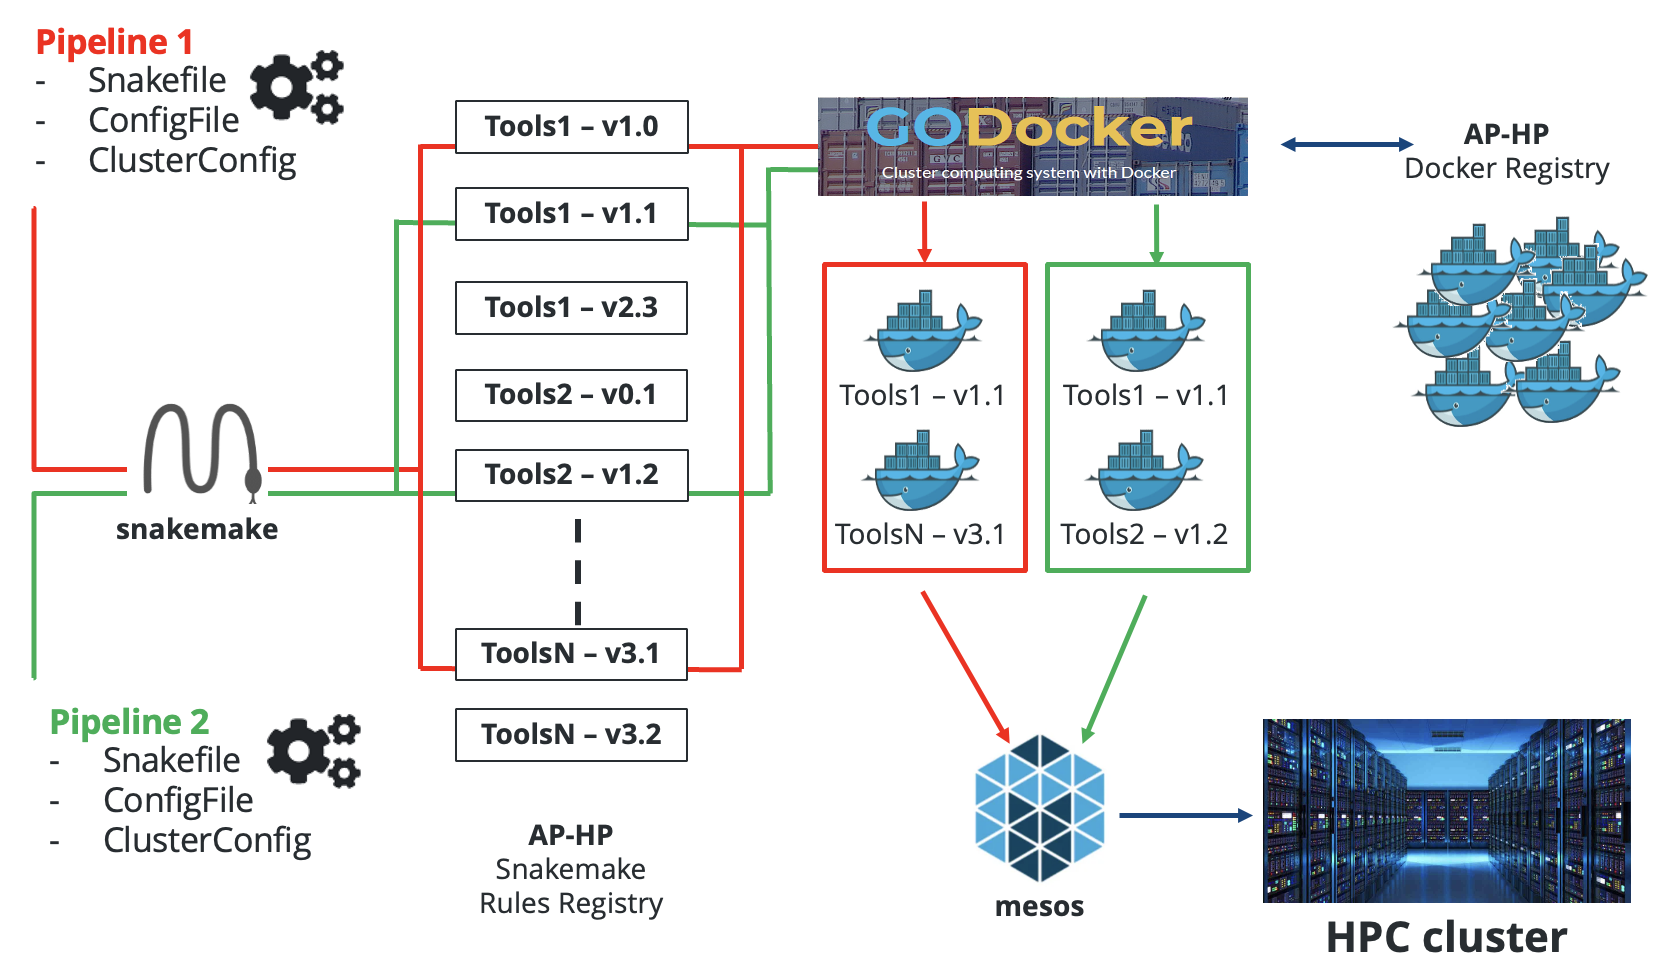 Pipeline 1
- Snakefile
- ConfigFile
- ClusterConfig
snakemake
Pipeline 2
- Snakefile
- ConfigFile
- ClusterConfig
Tools1 – v1.0
Tools1 – v1.1
Tools1 – v2.3
Tools2 – v0.1
Tools2 – v1.2
ToolsN – v3.1
ToolsN – v3.2
AP-HP
Snakemake
Rules Registry
GODocker
Cluster computing system with Docker
Tools1 – v1.1
ToolsN – v3.1
Tools1 – v1.1
Tools2 – v1.2
AP-HP
Docker Registry
mesos
HPC cluster